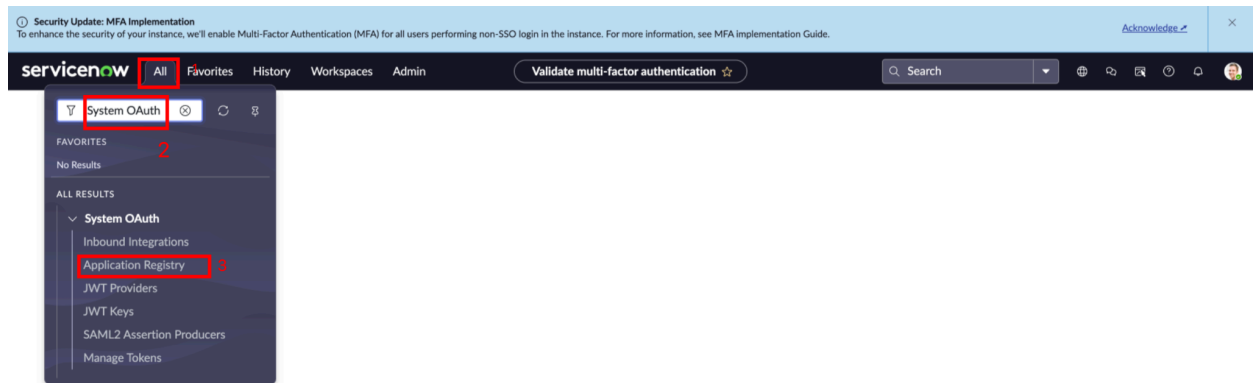 Security Update: MFA Implementation
To enhance the security of your instance, we'll enable Multi-Factor Authentication (MFA) for all users performing non-SSO login in the instance. For more information, see MFA implementation Guide.
Acknowledge
servicenow All 1 Favorites History Workspaces Admin Validate multi-factor authentication Search
System OAuth
2
FAVORITES
No Results
ALL RESULTS
System OAuth
Inbound Integrations
Application Registry 3
JWT Providers
JWT Keys
SAML2 Assertion Producers
Manage Tokens